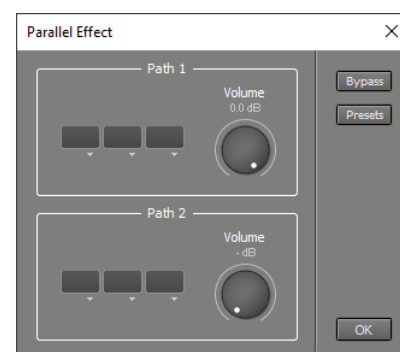 Parallel Effect
Path 1
Volume
0.0 dB
Bypass
Presets
Path 2
Volume
- dB
OK